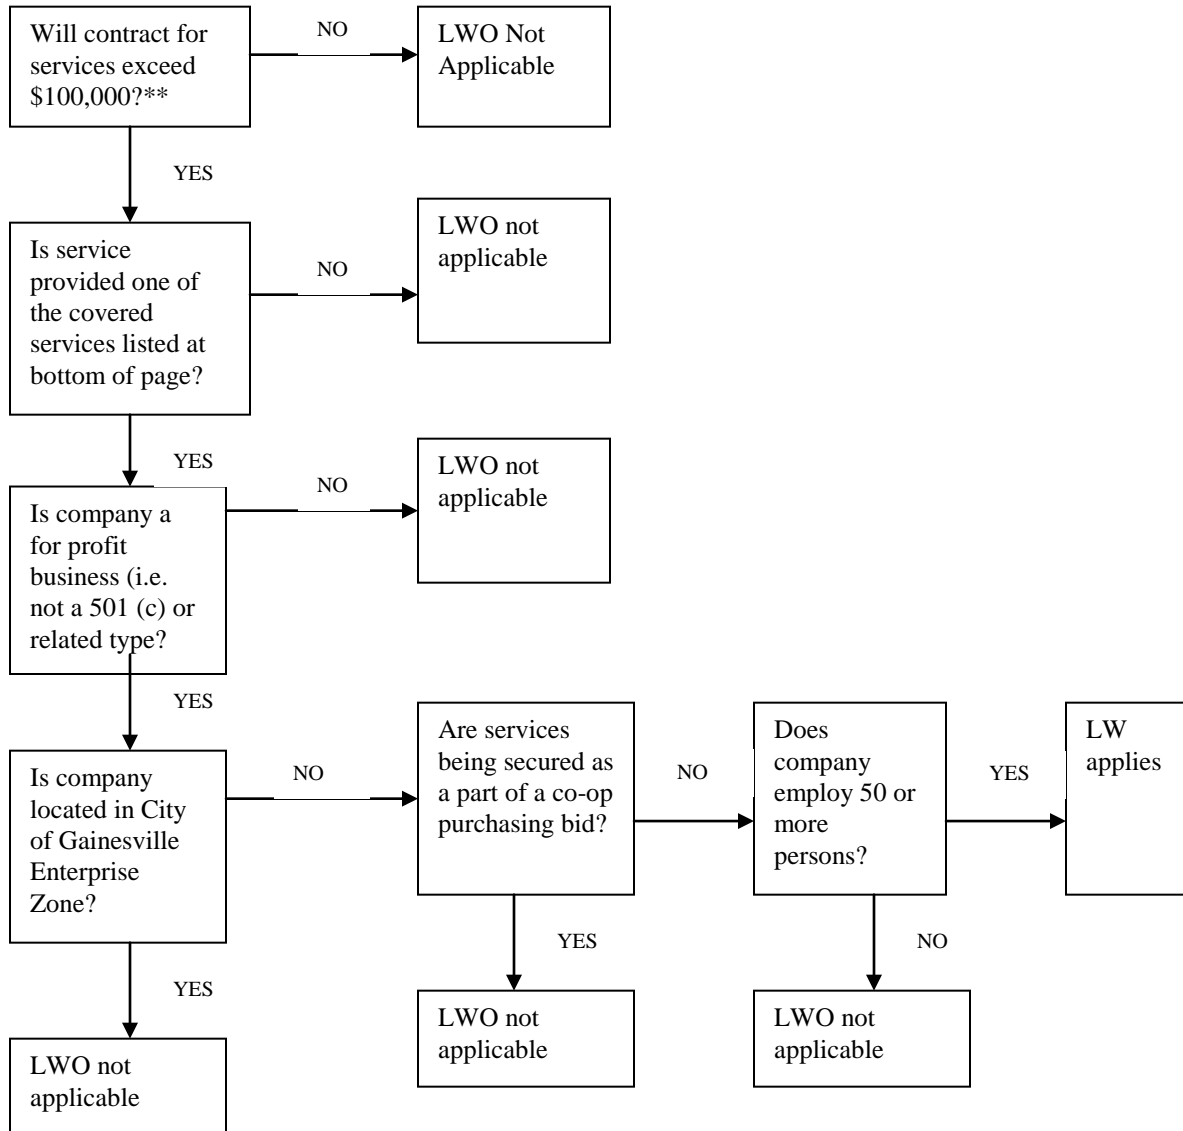 Will contract for
services exceed
$100,000?**
NO
LWO Not
Applicable
YES
Is service
provided one of
the covered
services listed at
bottom of page?
NO
LWO not
applicable
YES
Is company a
for profit
business (i.e.
not a 501 (c) or
related type?
NO
LWO not
applicable
YES
Is company
located in City
of Gainesville
Enterprise
Zone?
NO
Are services
being secured as
a part of a co-op
purchasing bid?
NO
Does
company
employ 50 or
more
persons?
YES
LW
applies
YES
LWO not
applicable
YES
LWO not
applicable
NO
LWO not
applicable